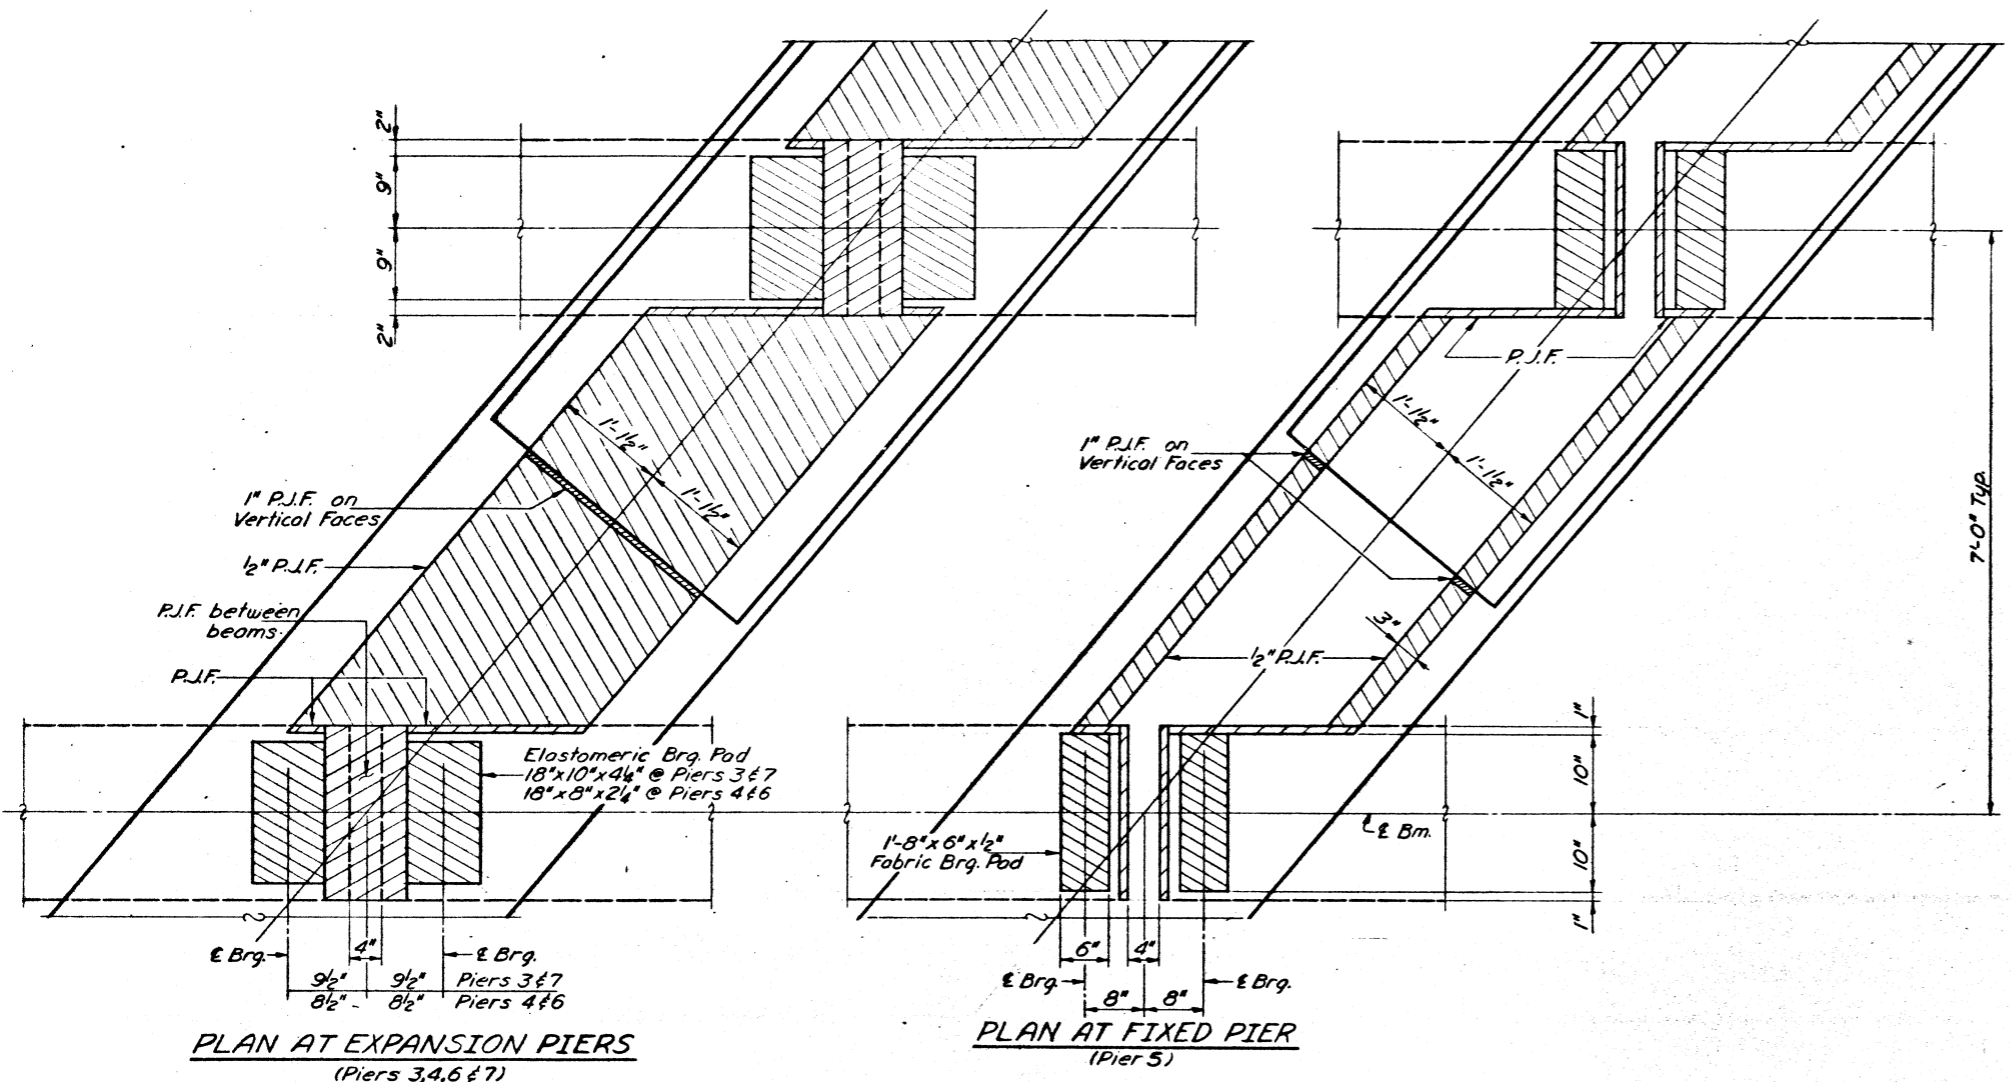 2"
9"
9"
2"
1'-1½"
1'-1½"
1" P.J.F. on
Vertical Faces
½" P.J.F.
P.J.F. between
beams.
P.J.F.
Elastomeric Brg. Pad
18"x10"x4¼" @ Piers 3&7
18"x8"x2¼" @ Piers 4&6
℄ Brg.
4"
℄ Brg.
9½" 9½" Piers 3&7
8½" 8½" Piers 4&6
PLAN AT EXPANSION PIERS
(Piers 3,4,6 & 7)
P.J.F.
1'-1½"
1'-1½"
1" P.J.F. on
Vertical Faces
3"
½" P.J.F.
7'-0" Typ.
1"
10"
10"
1"
℄ Bm.
1'-8"x6"x½"
Fabric Brg. Pad
6"
4"
℄ Brg.
℄ Brg.
8"
8"
PLAN AT FIXED PIER
(Pier 5)